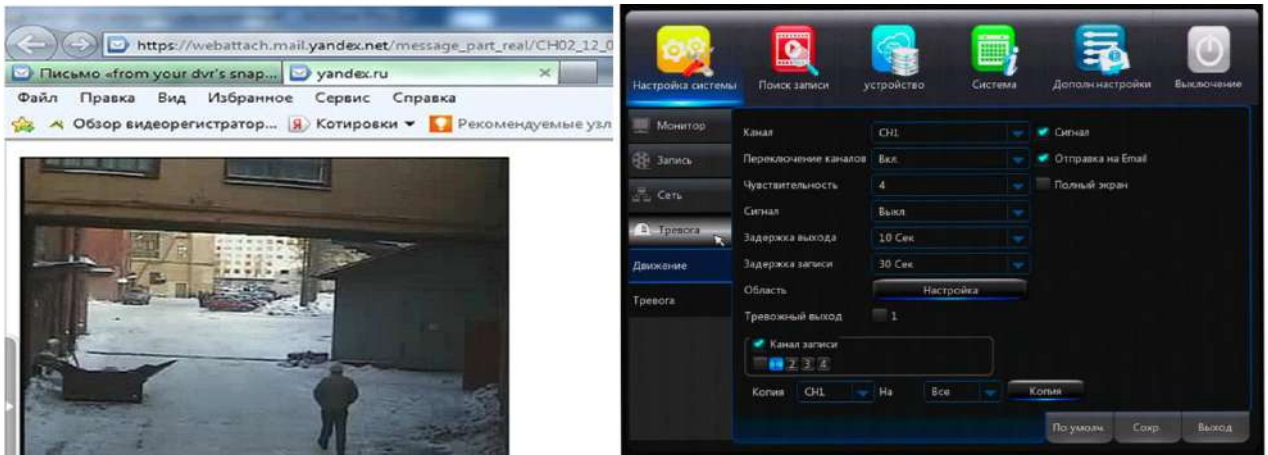 https://webattach.mail.yandex.net/message_part_real/CH02_12_0
Письмо «from your dvr's snap... yandex.ru
Файл Правка Вид Избранное Сервис Справка
Обзор видеорегистратор... Котировки Рекомендуемые узл
Настройка системы Поиск записи устройство Система Дополн настройки Выключение
Монитор
Запись
Сеть
Тревога
Движение
Тревога
Канал CH1 Сигнал
Переключение каналов Вкл. Отправка на Email
Чувствительность 4 Полный экран
Сигнал Выкл
Задержка выхода 10 Сек
Задержка записи 30 Сек
Область Настройка
Тревожный выход 1
Канал записи
1 2 3 4
Копия CH1 На Все Копия
По умолч Сохр. Выход